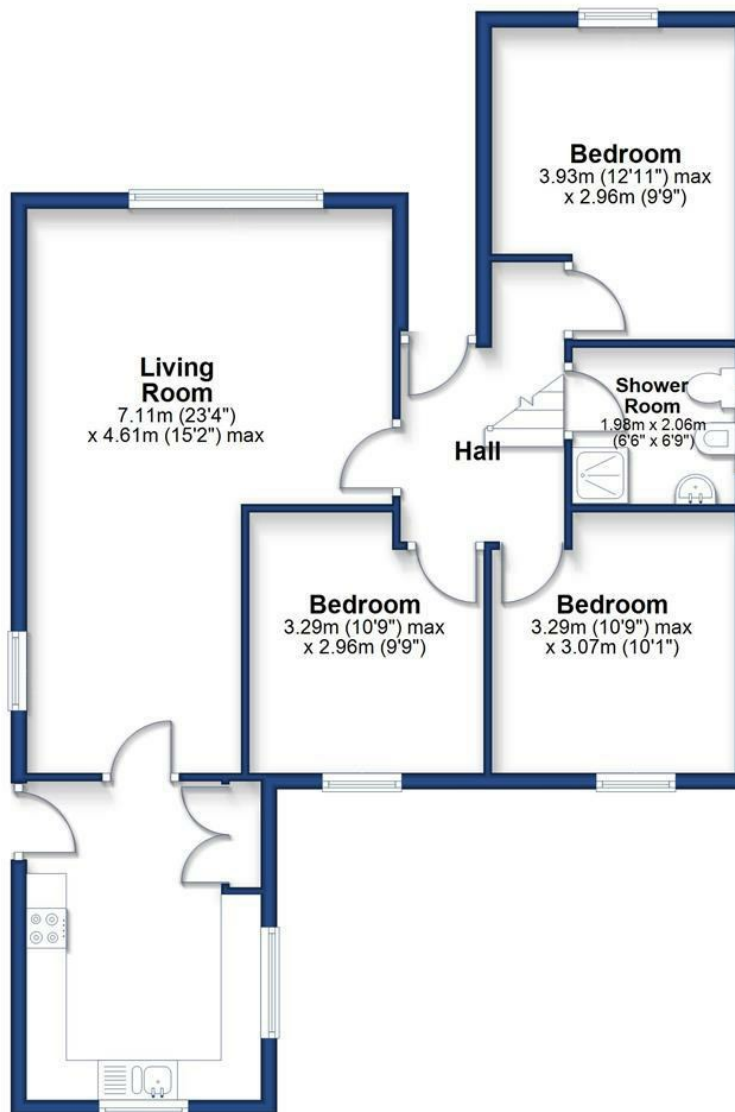 Bedroom
3.93m (12'11") max
x 2.96m (9'9")
Living
Room
7.11m (23'4")
x 4.61m (15'2") max
Shower
Room
1.98m x 2.06m
(6'6" x 6'9")
Hall
Bedroom
3.29m (10'9") max
x 2.96m (9'9")
Bedroom
3.29m (10'9") max
x 3.07m (10'1")